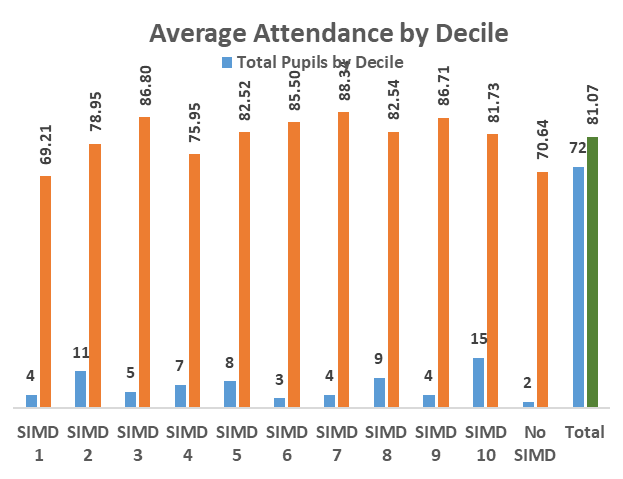 Average Attendance by Decile
Total Pupils by Decile
69.21
78.95
86.80
75.95
82.52
85.50
88.34
82.54
86.71
81.73
70.64
81.07
4
11
5
7
8
3
4
9
4
15
2
72
SIMD 1
SIMD 2
SIMD 3
SIMD 4
SIMD 5
SIMD 6
SIMD 7
SIMD 8
SIMD 9
SIMD 10
No SIMD
Total